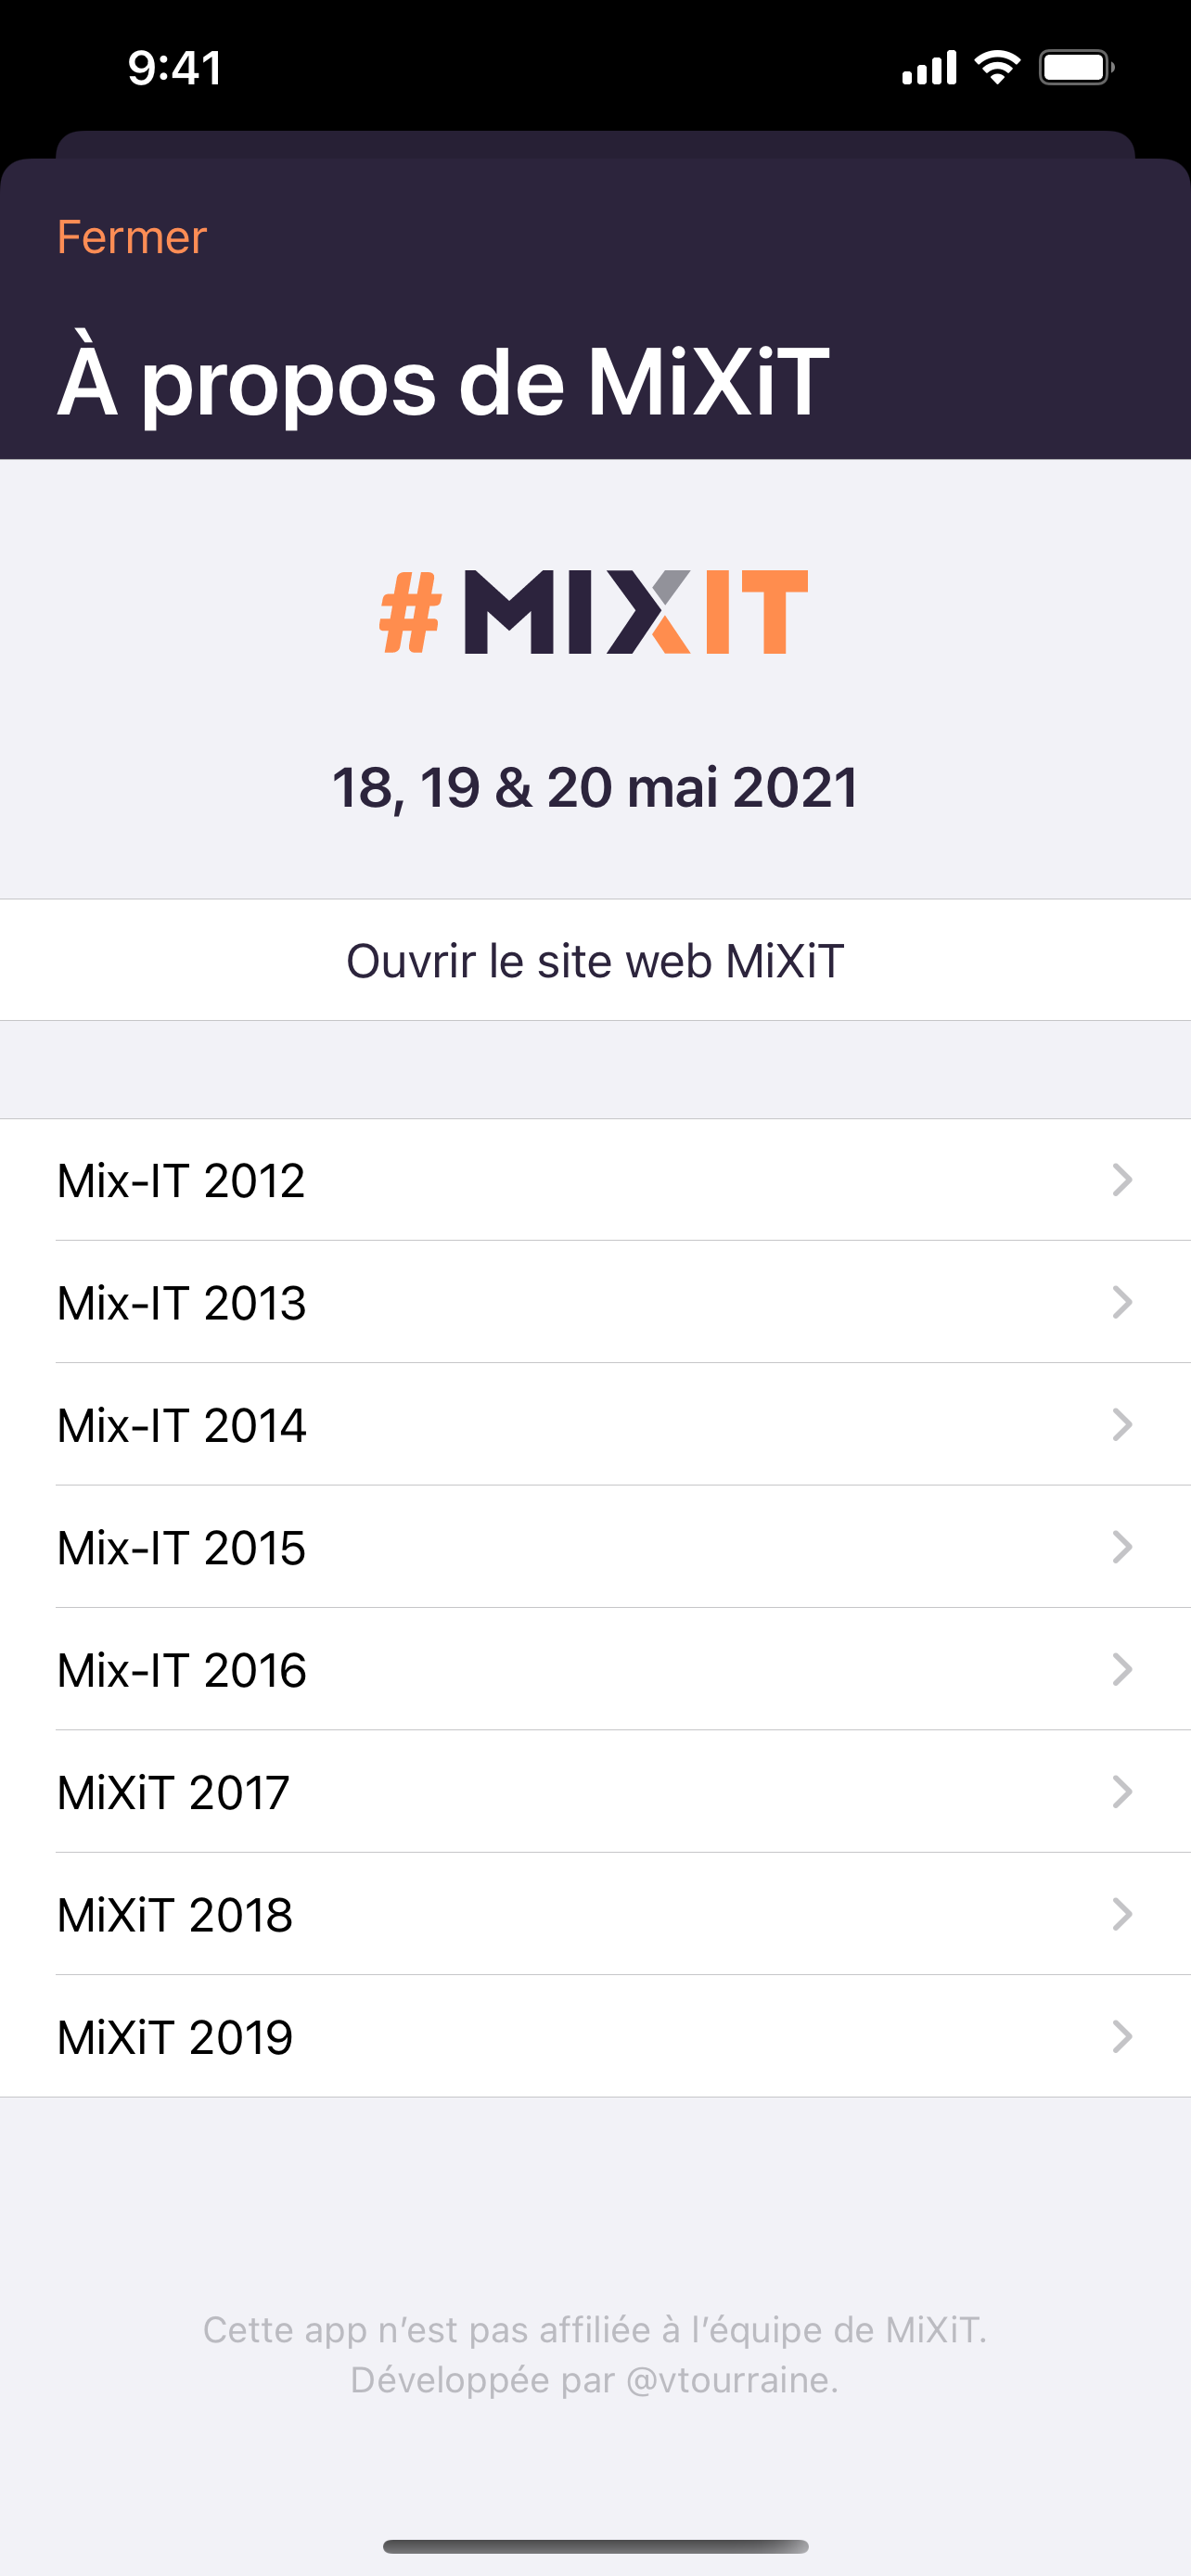 9:41
Fermer
À propos de MiXiT
#MIXIT
18, 19 & 20 mai 2021
Ouvrir le site web MiXiT
Mix-IT 2012
Mix-IT 2013
Mix-IT 2014
Mix-IT 2015
Mix-IT 2016
MiXiT 2017
MiXiT 2018
MiXiT 2019
Cette app n’est pas affiliée à l’équipe de MiXiT.
Développée par @vtourraine.